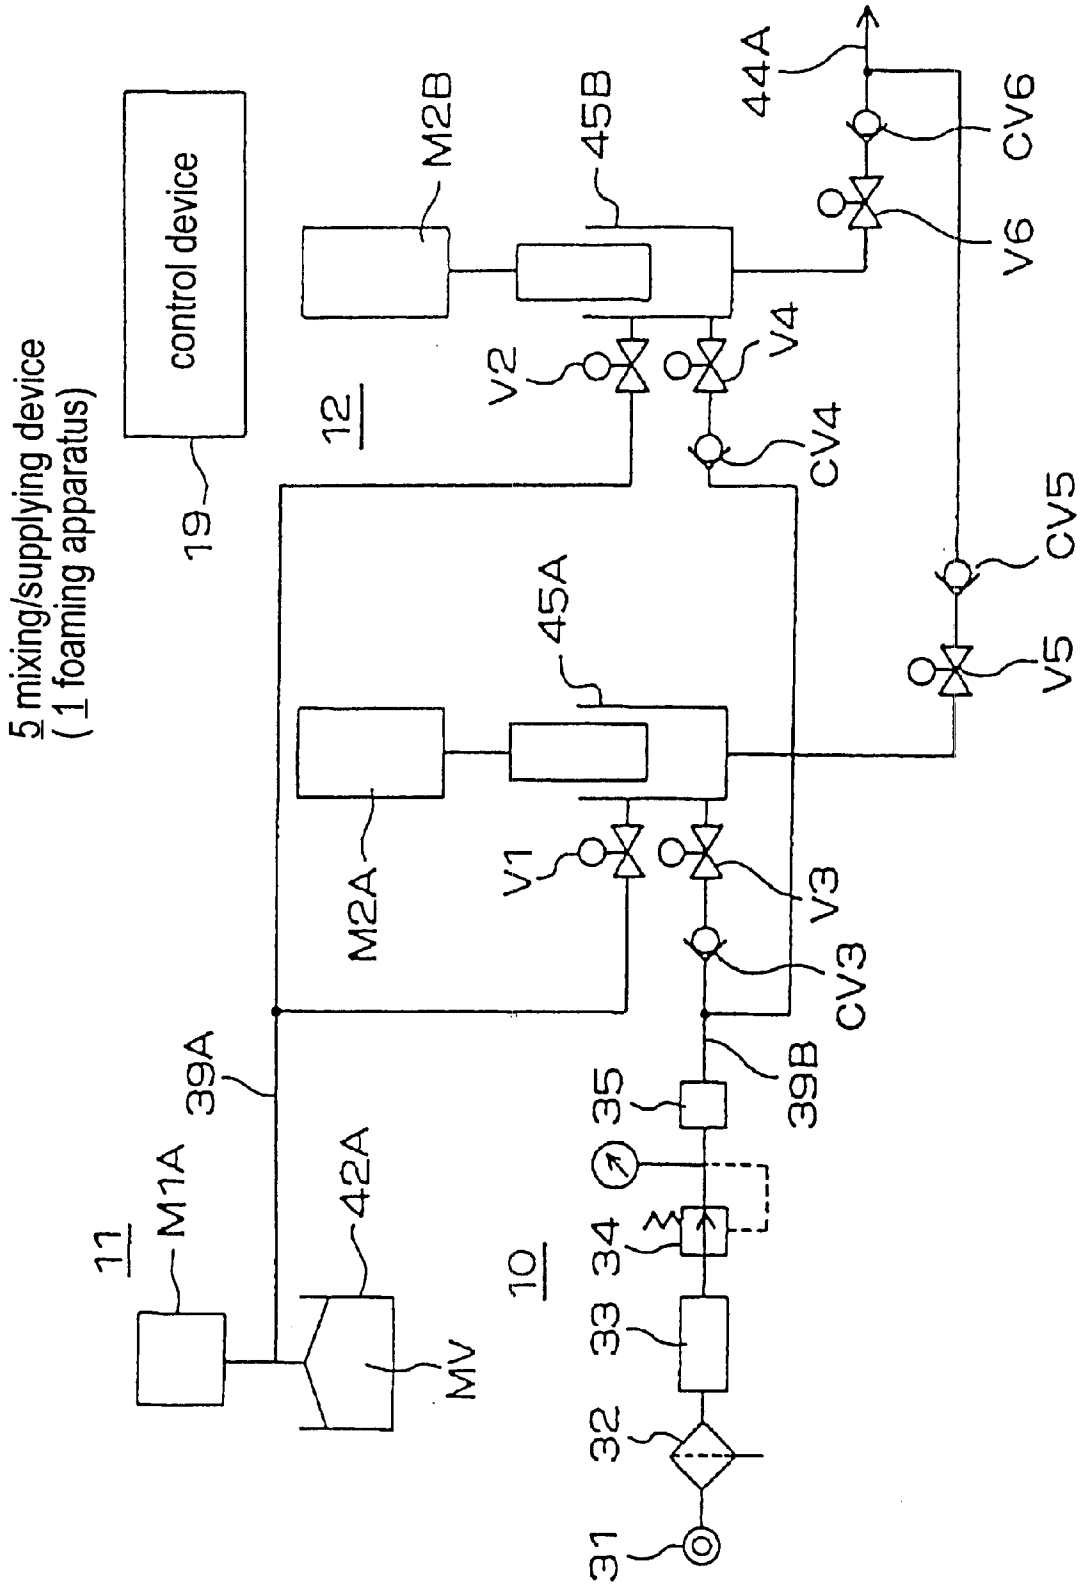 5 mixing/supplying device
( 1 foaming apparatus)
control device
19
11
M1A
39A
42A
MV
12
M2A
M2B
45A
45B
V1
V2
V3
V4
CV3
CV4
10
31
32
33
34
35
39B
V5
CV5
V6
CV6
44A